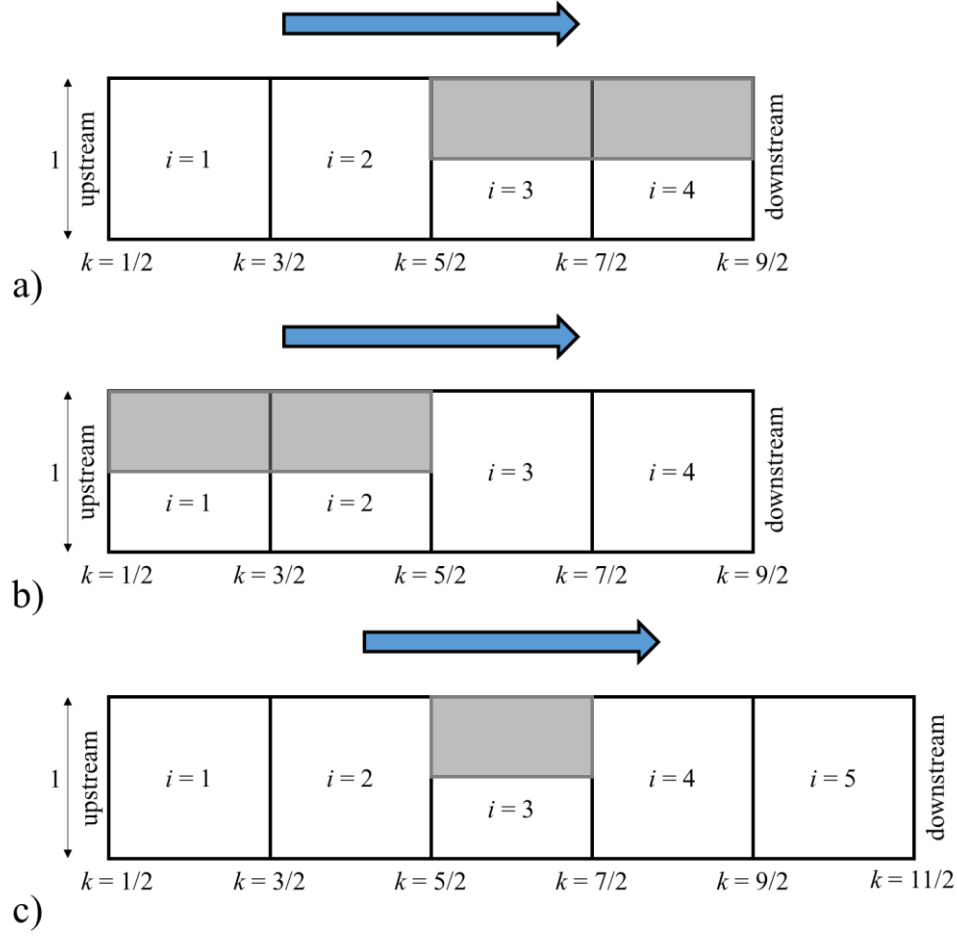 1
upstream
i = 1
i = 2
i = 3
i = 4
downstream
k = 1/2
k = 3/2
k = 5/2
k = 7/2
k = 9/2
a)
1
upstream
i = 1
i = 2
i = 3
i = 4
downstream
k = 1/2
k = 3/2
k = 5/2
k = 7/2
k = 9/2
b)
1
upstream
i = 1
i = 2
i = 3
i = 4
i = 5
downstream
k = 1/2
k = 3/2
k = 5/2
k = 7/2
k = 9/2
k = 11/2
c)